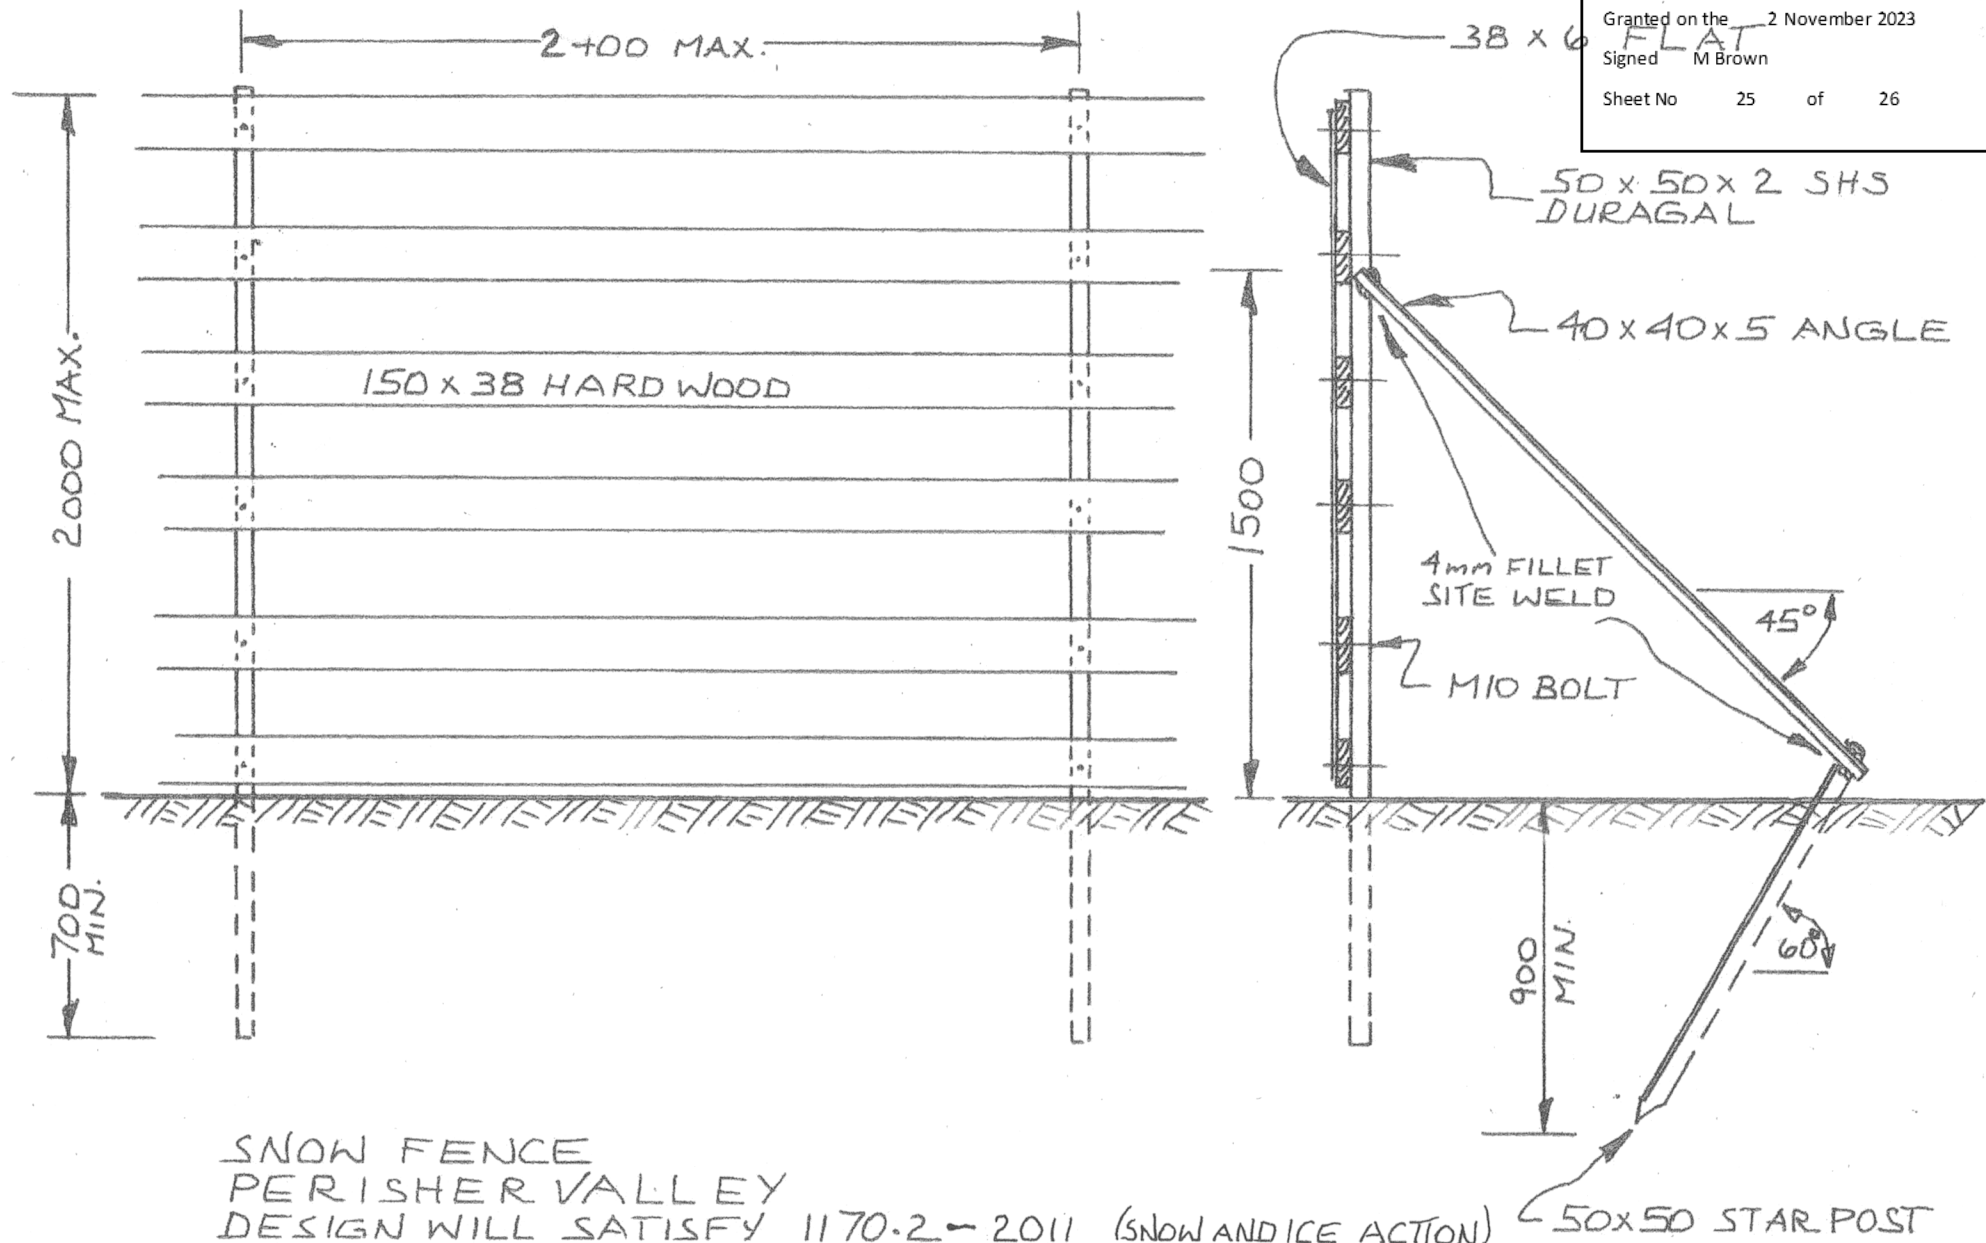 Granted on the 2 November 2023
Signed M Brown
Sheet No 25 of 26
2400 MAX.
38 x 6 FLAT
50 x 50 x 2 SHS
DURAGAL
40 x 40 x 5 ANGLE
150 x 38 HARDWOOD
2000 MAX.
1500
4mm FILLET
SITE WELD
45°
M10 BOLT
700
MIN.
900
MIN.
60°
SNOW FENCE
PERISHER VALLEY
DESIGN WILL SATISFY 1170.2 - 2011 (SNOW AND ICE ACTION)
50x50 STAR POST